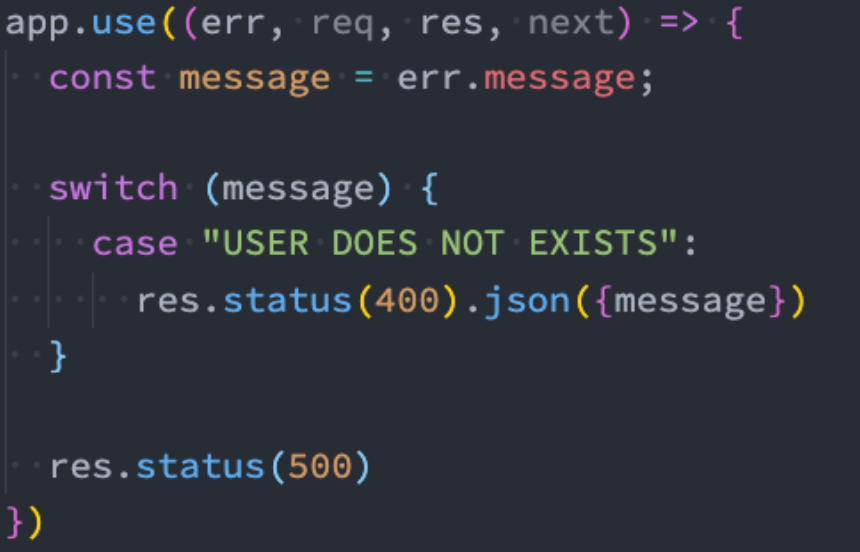 app.use((err, req, res, next) => {
  const message = err.message;

  switch (message) {
    case "USER DOES NOT EXISTS":
      res.status(400).json({message})
  }

  res.status(500)
})